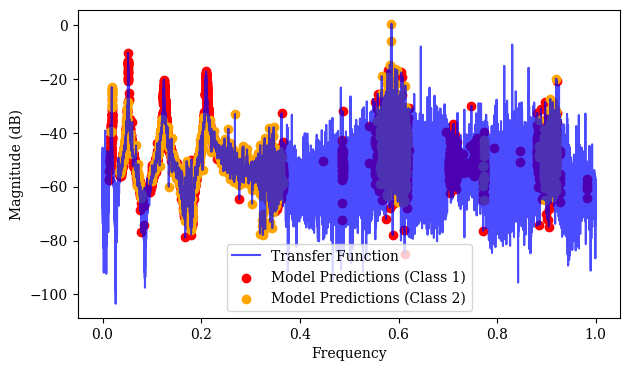 0
−20
−40
−60
−80
−100
Magnitude (dB)
Transfer Function
Model Predictions (Class 1)
Model Predictions (Class 2)
0.0 0.2 0.4 0.6 0.8 1.0
Frequency